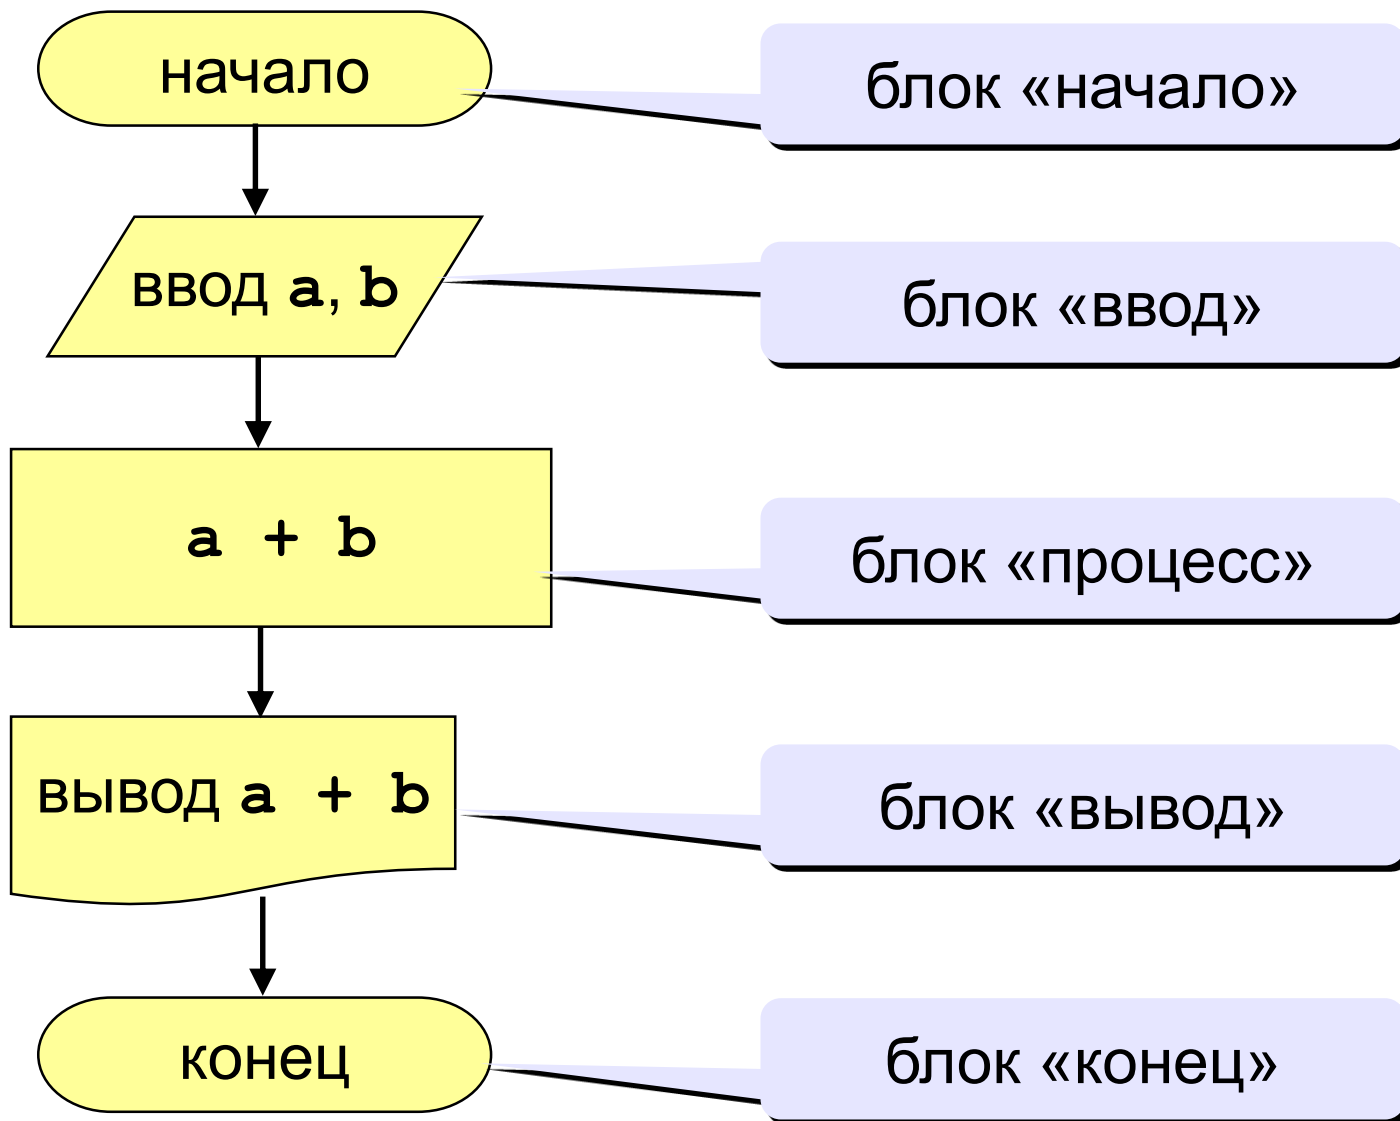 начало
блок «начало»
ввод a, b
блок «ввод»
a + b
блок «процесс»
вывод a + b
блок «вывод»
конец
блок «конец»